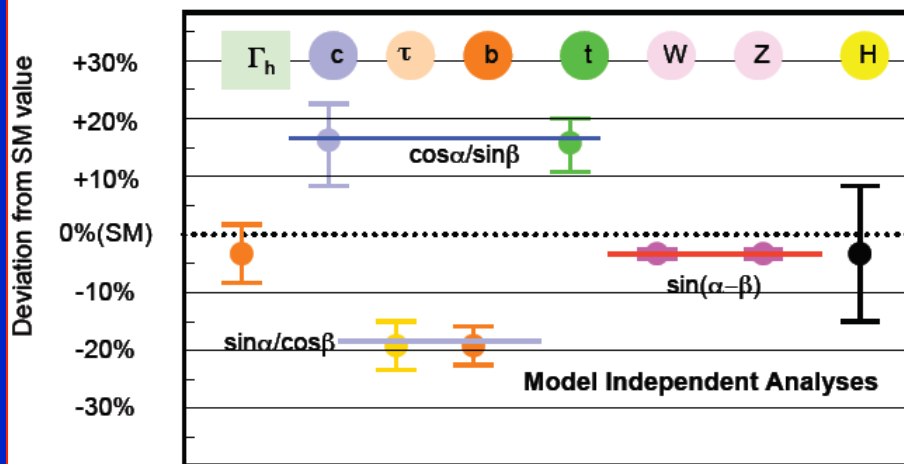 Deviation from SM value
+30%
+20%
+10%
0%(SM)
-10%
-20%
-30%
Γh c τ b t W Z H
cosα/sinβ
sin(α−β)
sinα/cosβ
Model Independent Analyses